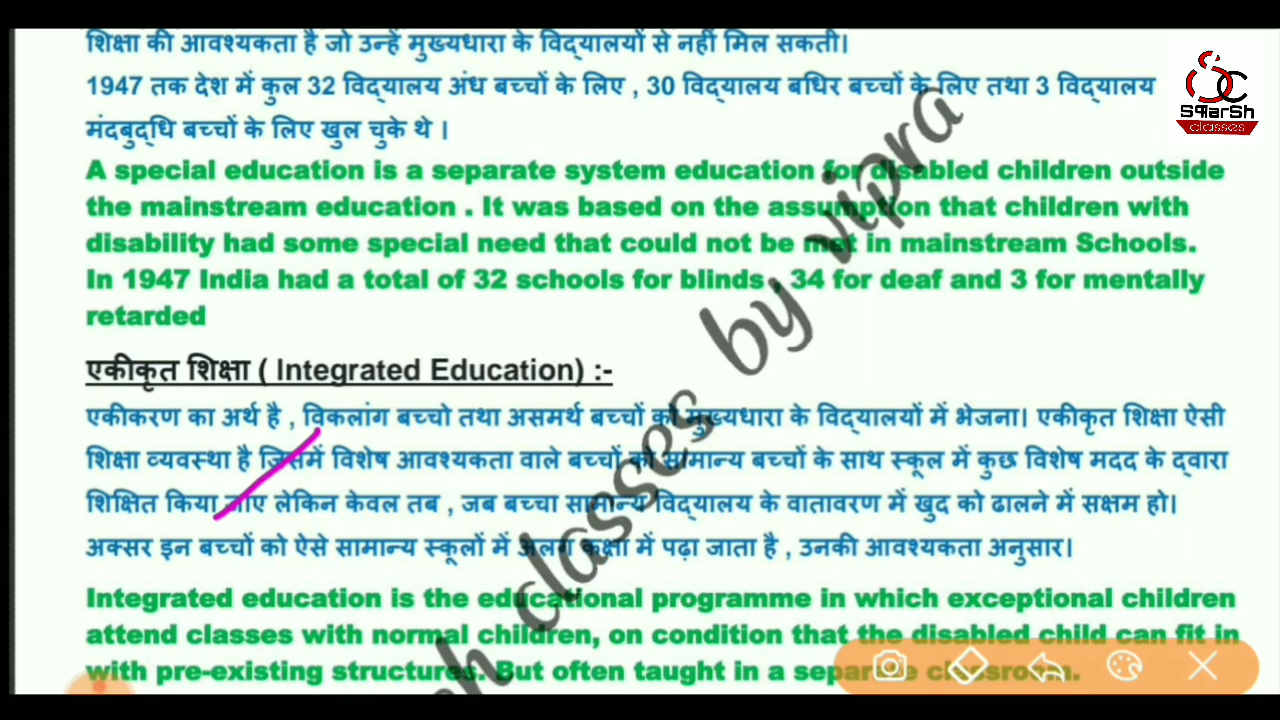 शिक्षा की आवश्यकता है जो उन्हें मुख्यधारा के विद्यालयों से नहीं मिल सकती।
1947 तक देश में कुल 32 विद्यालय अंध बच्चों के लिए , 30 विद्यालय बधिर बच्चों के लिए तथा 3 विद्यालय
मंदबुद्धि बच्चों के लिए खुल चुके थे ।
A special education is a separate system education for disabled children outside
the mainstream education . It was based on the assumption that children with
disability had some special need that could not be met in mainstream Schools.
In 1947 India had a total of 32 schools for blinds , 34 for deaf and 3 for mentally
retarded
एकीकृत शिक्षा ( Integrated Education) :-
एकीकरण का अर्थ है , विकलांग बच्चो तथा असमर्थ बच्चों को मुख्यधारा के विद्यालयों में भेजना। एकीकृत शिक्षा ऐसी
शिक्षा व्यवस्था है जिसमें विशेष आवश्यकता वाले बच्चों को सामान्य बच्चों के साथ स्कूल में कुछ विशेष मदद के द्वारा
शिक्षित किया जाए लेकिन केवल तब , जब बच्चा सामान्य विद्यालय के वातावरण में खुद को ढालने में सक्षम हो।
अक्सर इन बच्चों को ऐसे सामान्य स्कूलों में अलग कक्षा में पढ़ा जाता है , उनकी आवश्यकता अनुसार।
Integrated education is the educational programme in which exceptional children
attend classes with normal children, on condition that the disabled child can fit in
with pre-existing structures. But often taught in a separate classroom.
SपarSh
classes
classes by vipra